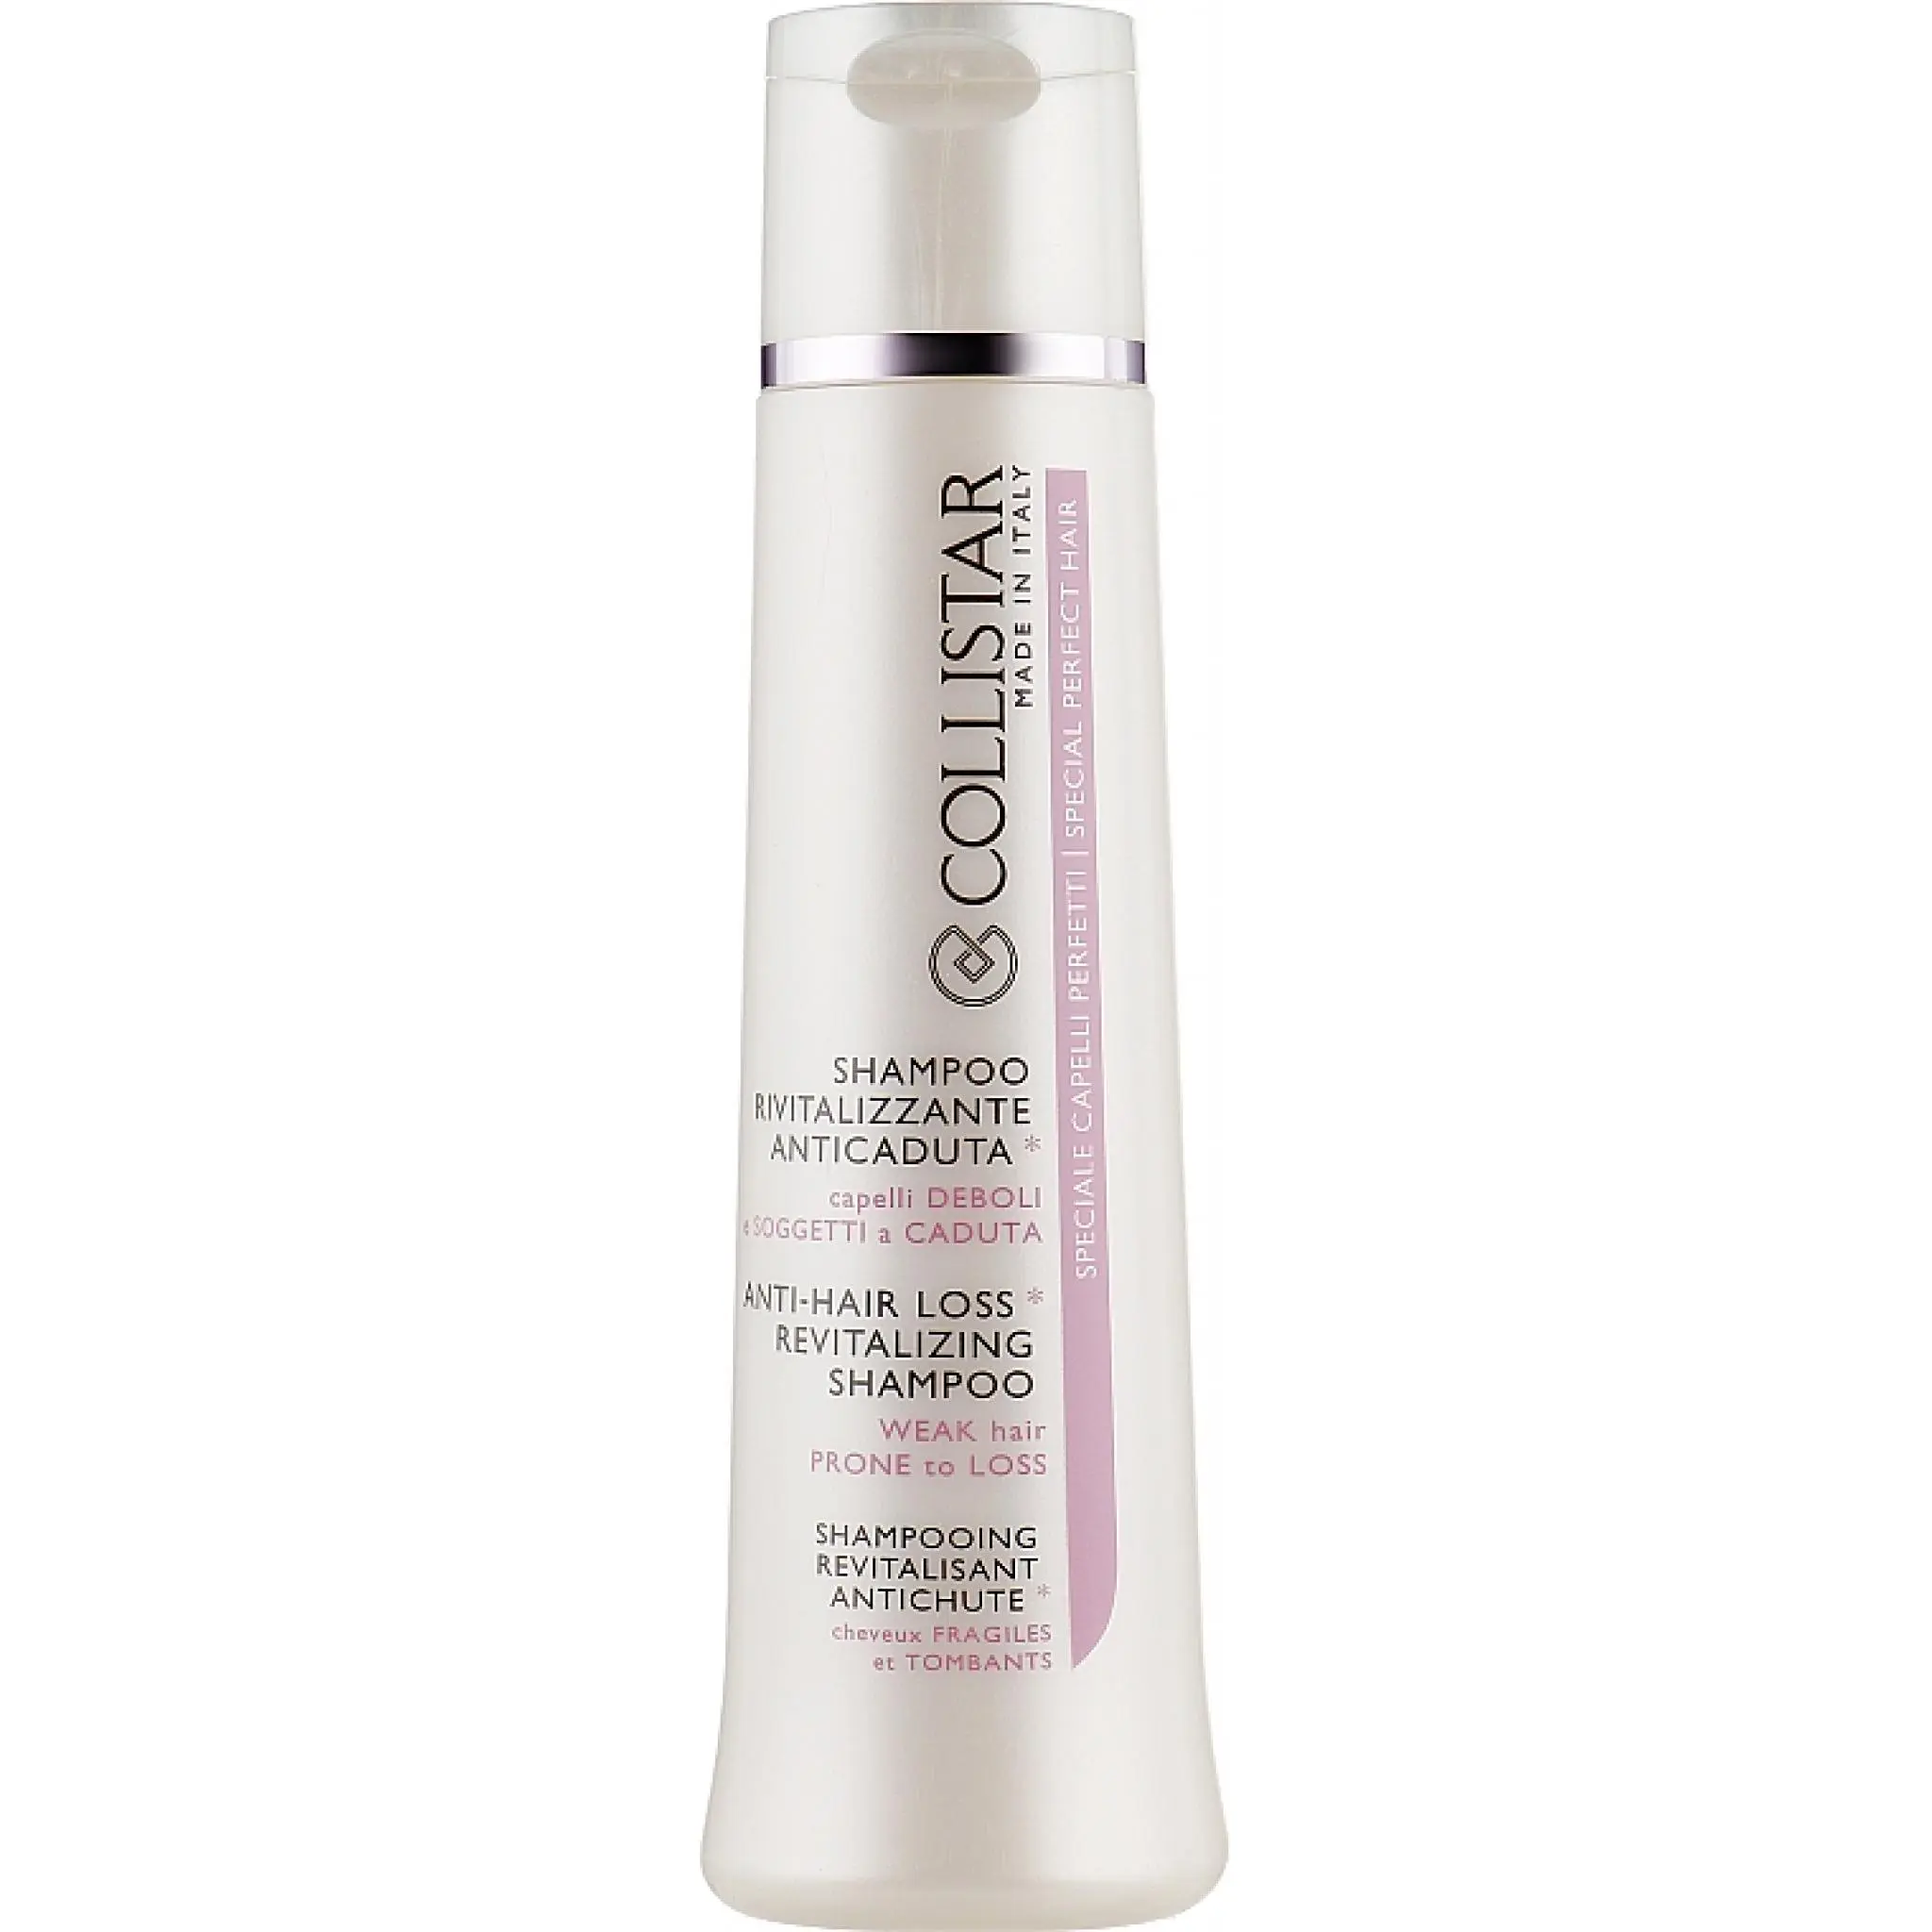 COLLISTAR
MADE IN ITALY
SPECIALE CAPELLI PERFETTI | SPECIAL PERFECT HAIR
SHAMPOO
RIVITALIZZANTE
ANTICADUTA *
capelli DEBOLI
e SOGGETTI a CADUTA
ANTI-HAIR LOSS *
REVITALIZING
SHAMPOO
WEAK hair
PRONE to LOSS
SHAMPOOING
REVITALISANT
ANTICHUTE *
cheveux FRAGILES
et TOMBANTS